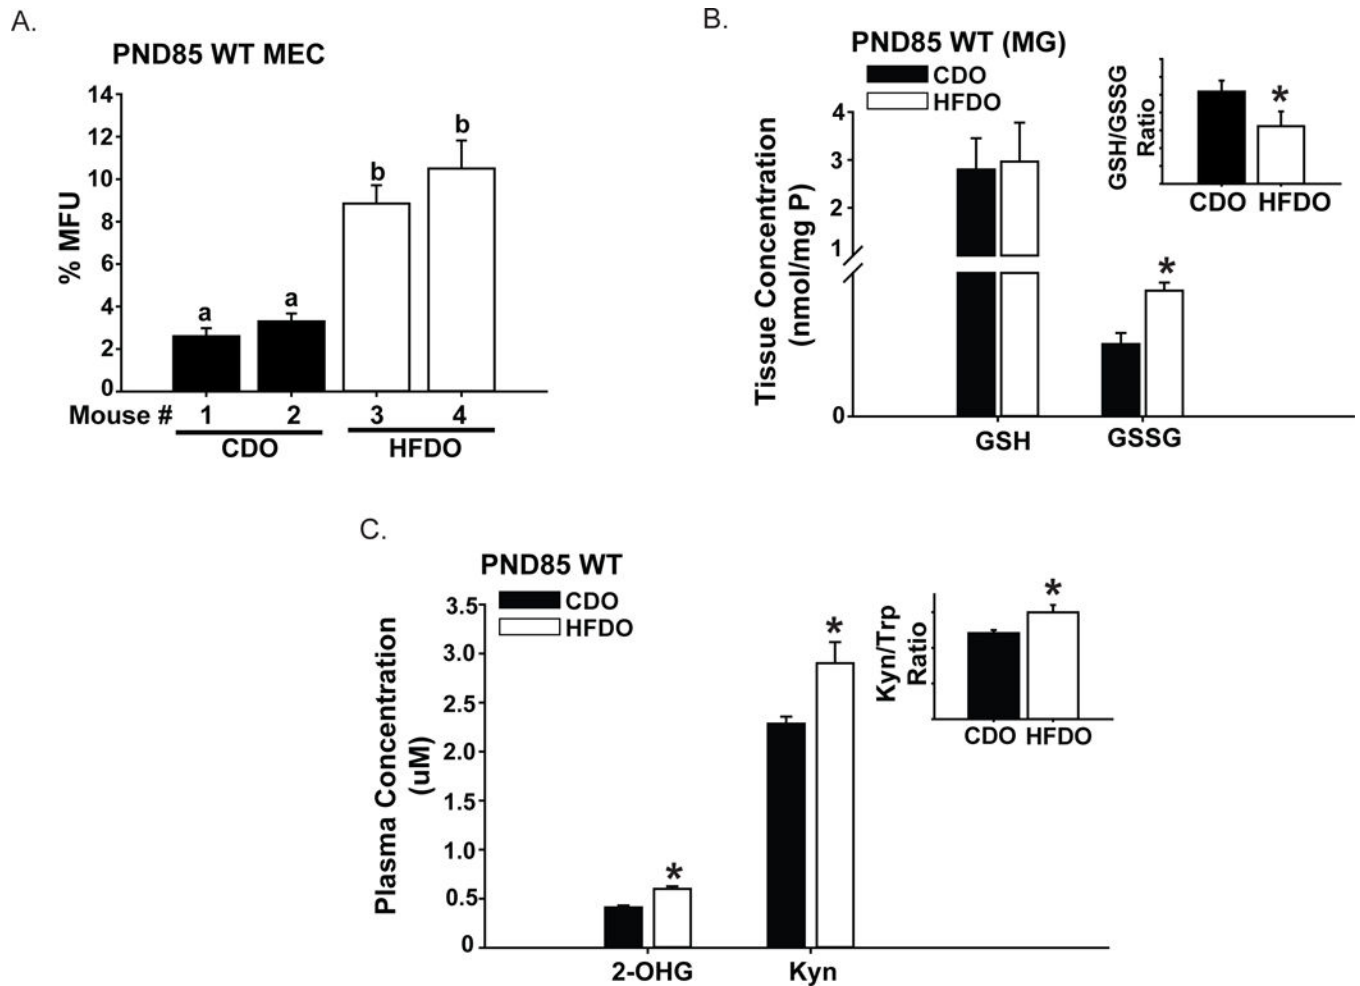 A.
PND85 WT MEC
% MFU
14
12
10
8
6
4
2
0
a
a
b
b
Mouse # 1 2 3 4
CDO HFDO
B.
PND85 WT (MG)
CDO
HFDO
Tissue Concentration
(nmol/mg P)
4
3
2
1
0
*
GSH GSSG
GSH/GSSG
Ratio
*
CDO HFDO
C.
PND85 WT
CDO
HFDO
Plasma Concentration
(uM)
3.5
3.0
2.5
2.0
1.5
1.0
0.5
0
*
*
2-OHG Kyn
Kyn/Trp
Ratio
*
CDO HFDO